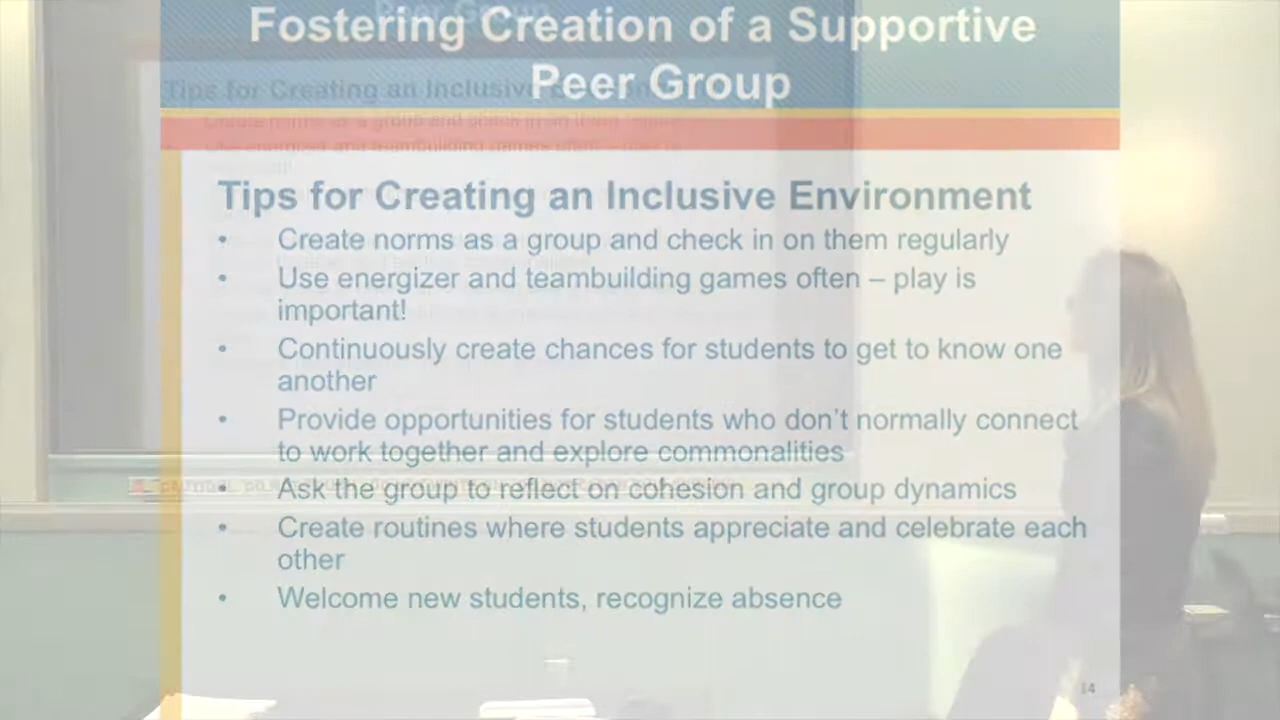 Fostering Creation of a Supportive
Peer Group
Tips for Creating an Inclusive Environment
• Create norms as a group and check in on them regularly
• Use energizer and teambuilding games often – play is
important!
• Continuously create chances for students to get to know one
another
• Provide opportunities for students who don’t normally connect
to work together and explore commonalities
• Ask the group to reflect on cohesion and group dynamics
• Create routines where students appreciate and celebrate each
other
• Welcome new students, recognize absence
14